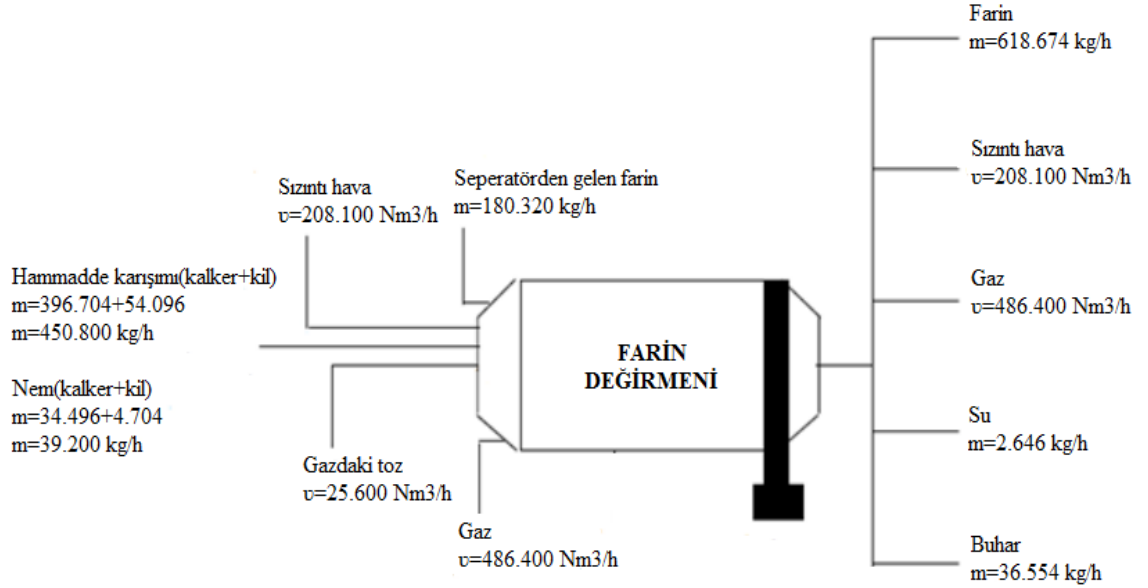 Farin
m=618.674 kg/h
Sızıntı hava
υ=208.100 Nm3/h
Seperatörden gelen farin
m=180.320 kg/h
Sızıntı hava
υ=208.100 Nm3/h
Hammadde karışımı(kalker+kil)
m=396.704+54.096
m=450.800 kg/h
Gaz
υ=486.400 Nm3/h
FARİN
DEĞİRMENİ
Nem(kalker+kil)
m=34.496+4.704
m=39.200 kg/h
Su
m=2.646 kg/h
Gazdaki toz
υ=25.600 Nm3/h
Gaz
υ=486.400 Nm3/h
Buhar
m=36.554 kg/h